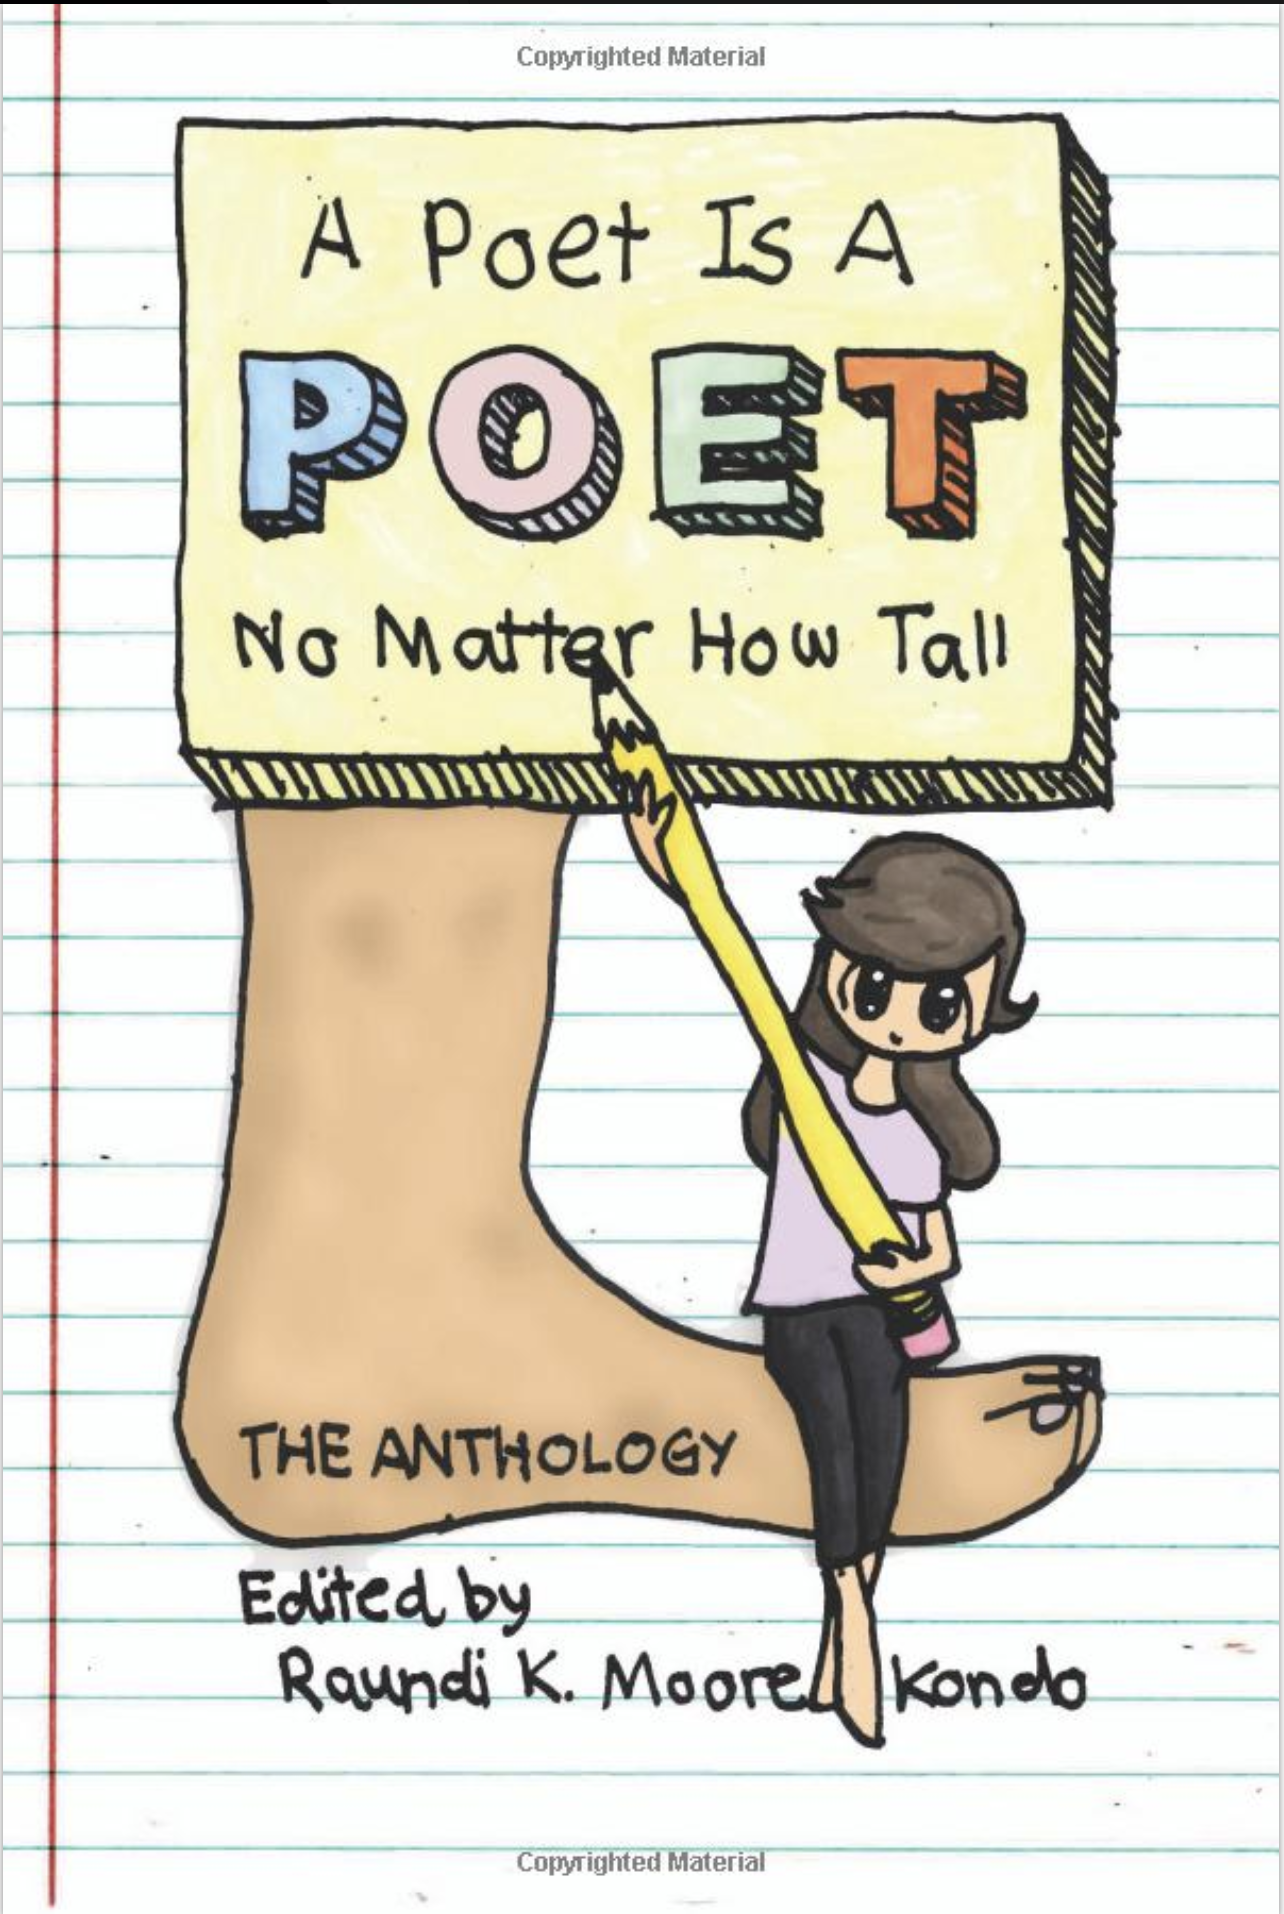 Copyrighted Material
A Poet Is A
POET
No Matter How Tall
THE ANTHOLOGY
Edited by
Raundi K. Moore Kondo
Copyrighted Material